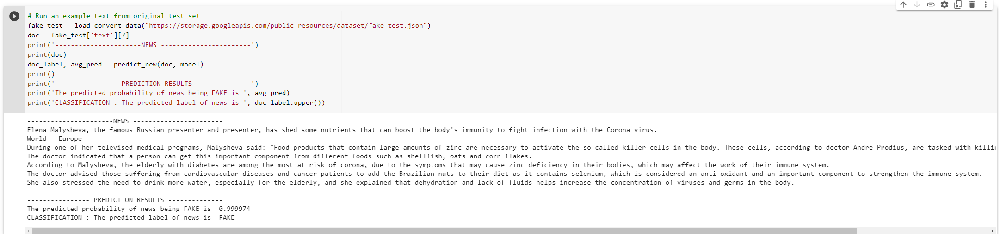 # Run an example text from original test set
fake_test = load_convert_data("https://storage.googleapis.com/public-resources/dataset/fake_test.json")
doc = fake_test['text'][7]
print('----------------------NEWS -----------------------')
print(doc)
doc_label, avg_pred = predict_new(doc, model)
print()
print('---------------- PREDICTION RESULTS --------------')
print('The predicted probability of news being FAKE is ', avg_pred)
print('CLASSIFICATION : The predicted label of news is ', doc_label.upper())
----------------------NEWS -----------------------
Elena Malysheva, the famous Russian presenter and presenter, has shed some nutrients that can boost the body's immunity to fight infection with the Corona virus.
World - Europe
During one of her televised medical programs, Malysheva said: "Food products that contain large amounts of zinc are necessary to activate the so-called killer cells in the body. These cells, according to doctor Andre Prodius, are tasked with
The doctor indicated that a person can get this important component from different foods such as shellfish, oats and corn flakes.
According to Malysheva, the elderly with diabetes are among the most at risk of corona, due to the symptoms that may cause zinc deficiency in their bodies, which may affect the work of their immune system.
The doctor advised those suffering from cardiovascular diseases and cancer patients to add the Brazilian nuts to their diet as it contains selenium, which is considered an anti-oxidant and an important component to strengthen the immune system.
She also stressed the need to drink more water, especially for the elderly, and she explained that dehydration and lack of fluids helps increase the concentration of viruses and germs in the body.
---------------- PREDICTION RESULTS --------------
The predicted probability of news being FAKE is  0.999974
CLASSIFICATION : The predicted label of news is  FAKE